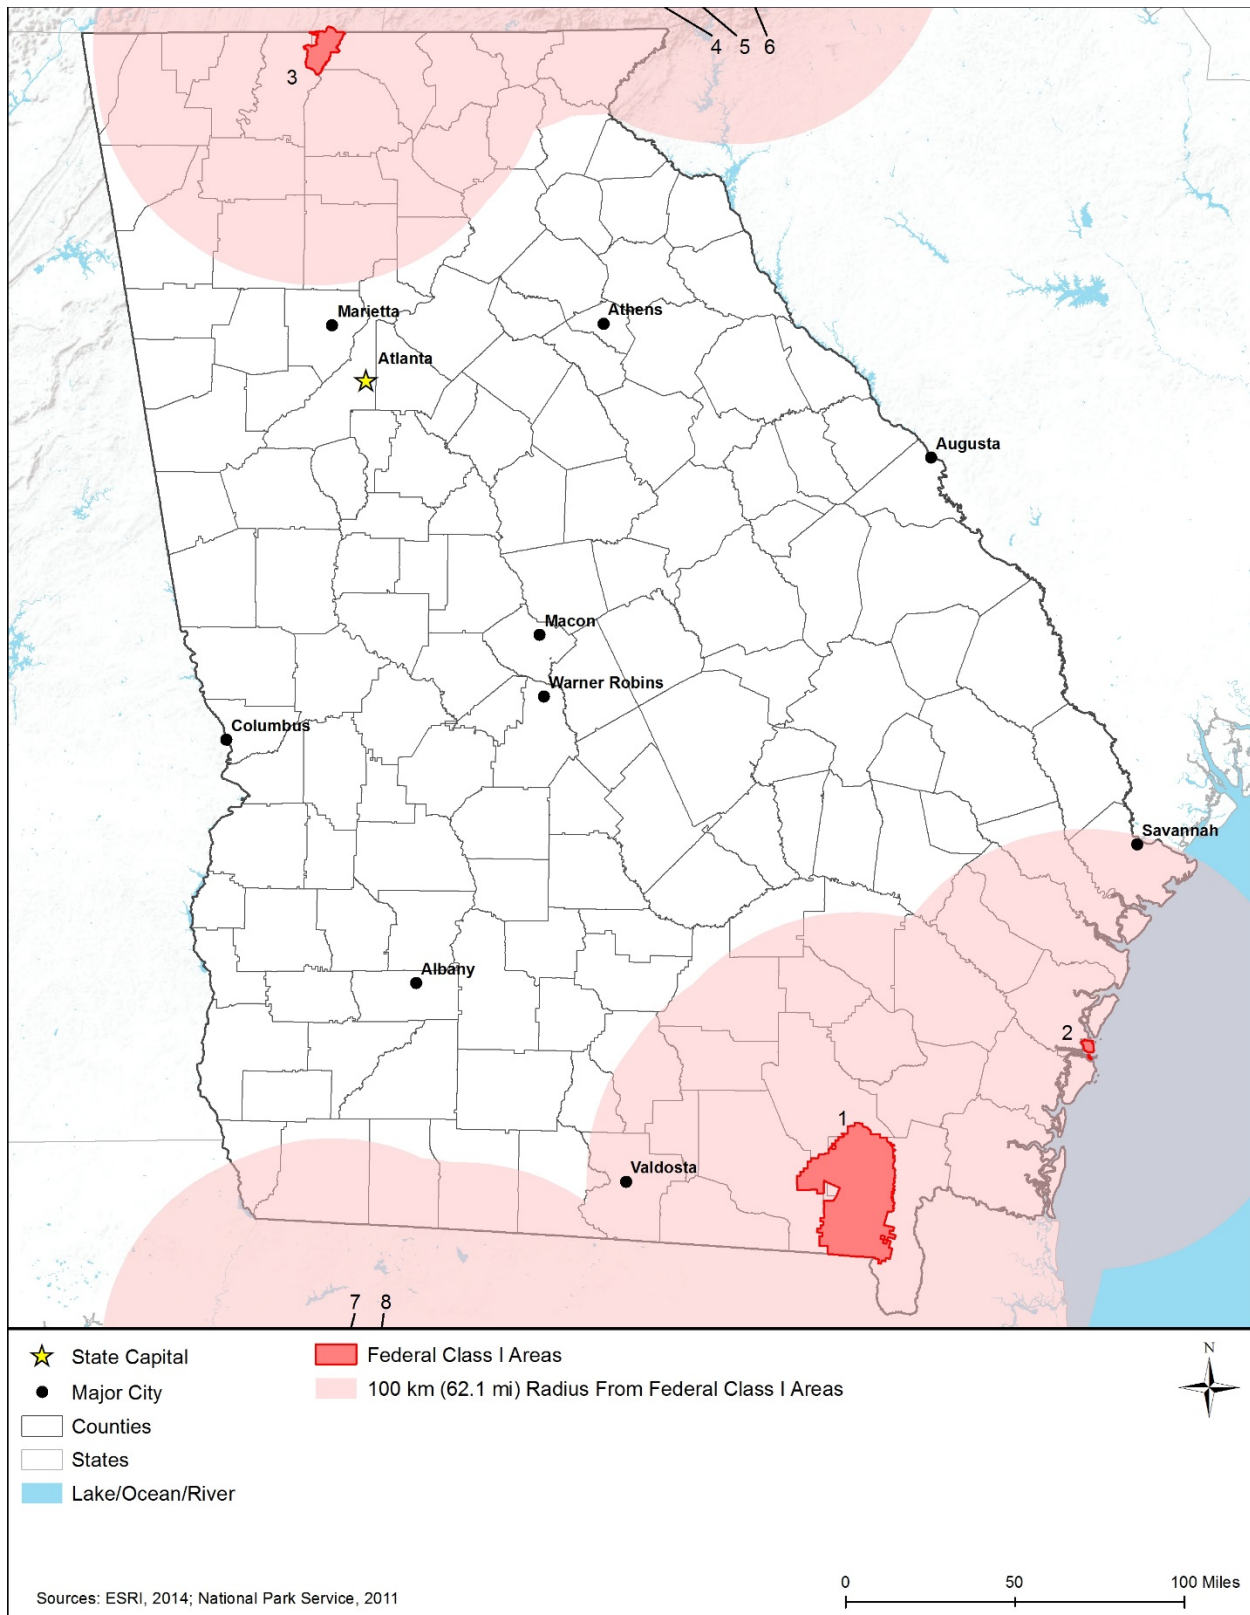 4 5 6
3
Marietta
Athens
Atlanta
Augusta
Macon
Warner Robins
Columbus
Savannah
Albany
2
1
Valdosta
7 8
State Capital
Major City
Counties
States
Lake/Ocean/River
Federal Class I Areas
100 km (62.1 mi) Radius From Federal Class I Areas
N
Sources: ESRI, 2014; National Park Service, 2011
0 50 100 Miles